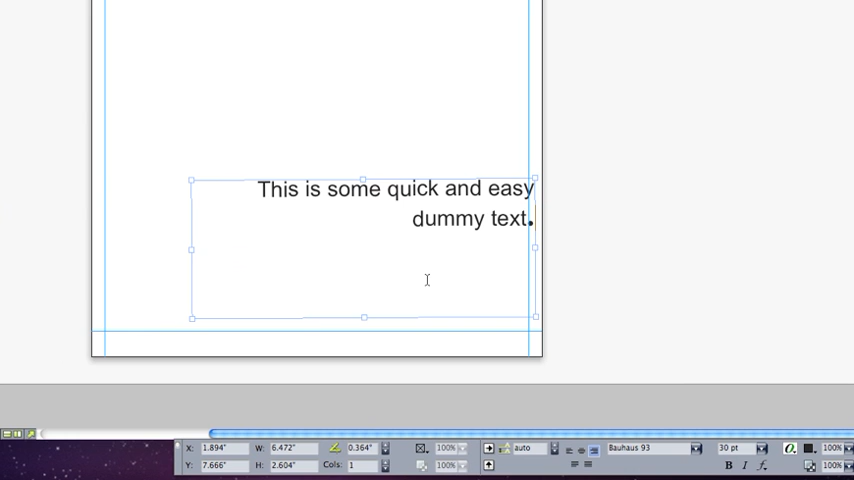 This is some quick and easy
dummy text.
X: 1.894" W: 6.472" 0.364° 100% auto Bauhaus 93 30 pt 100%
Y: 7.666" H: 2.604" Cols: 1 100% B I f 100%